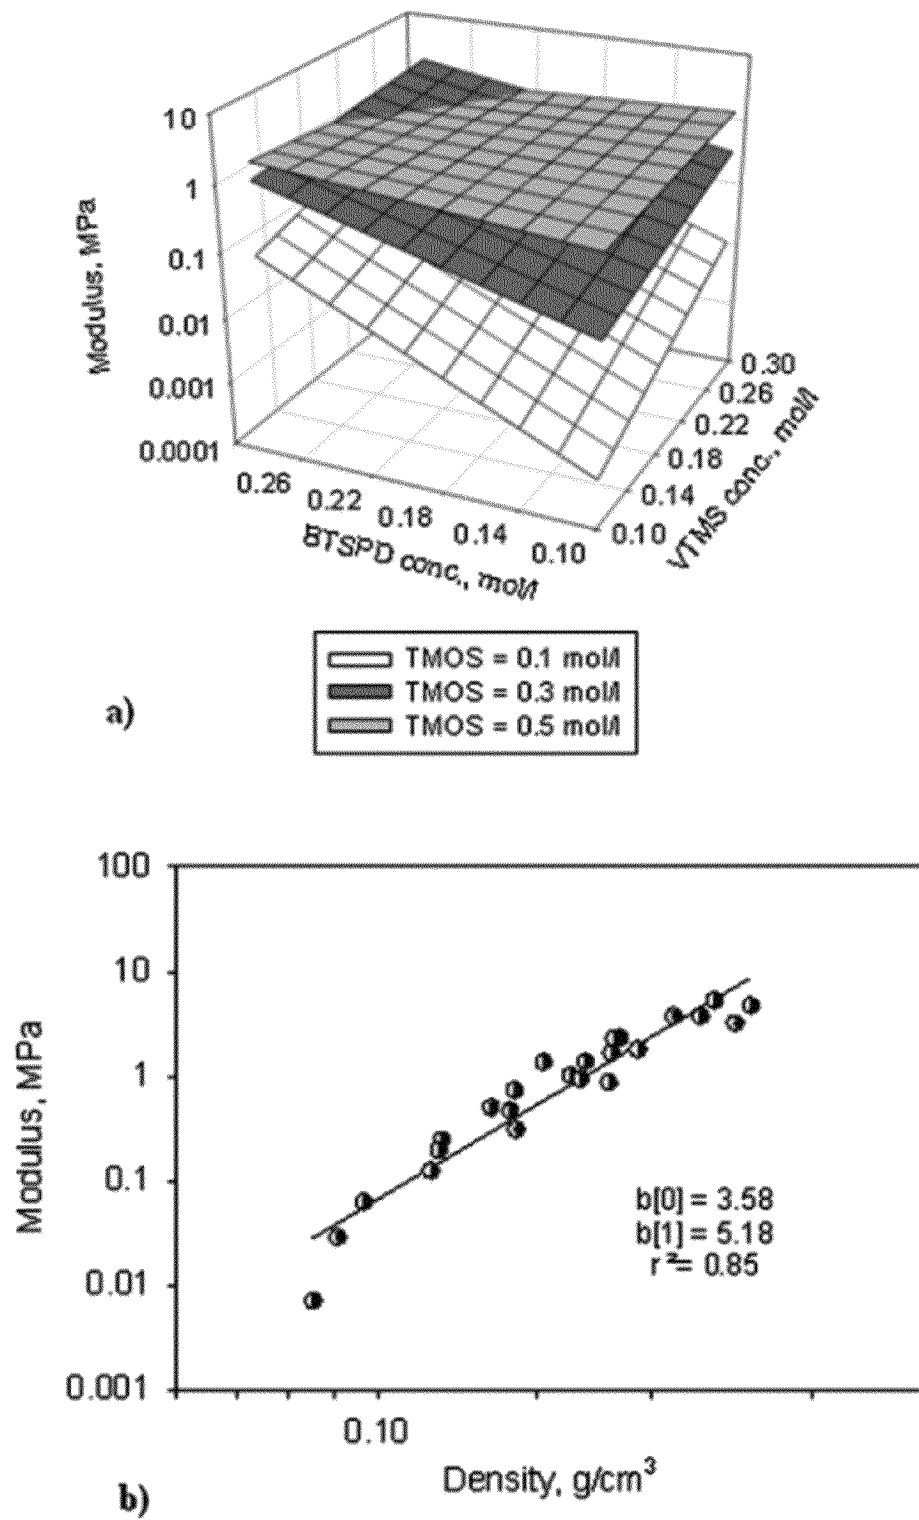 10
1
0.1
0.01
0.001
0.0001
Modulus, MPa
0.26
0.22
0.18
0.14
0.10
BTSPD conc., mol/l
0.30
0.26
0.22
0.18
0.14
0.10
VTMS conc., mol/l
TMOS = 0.1 mol/l
TMOS = 0.3 mol/l
TMOS = 0.5 mol/l
a)
100
10
1
0.1
0.01
0.001
Modulus, MPa
b[0] = 3.58
b[1] = 5.18
r²= 0.85
0.10
Density, g/cm³
b)